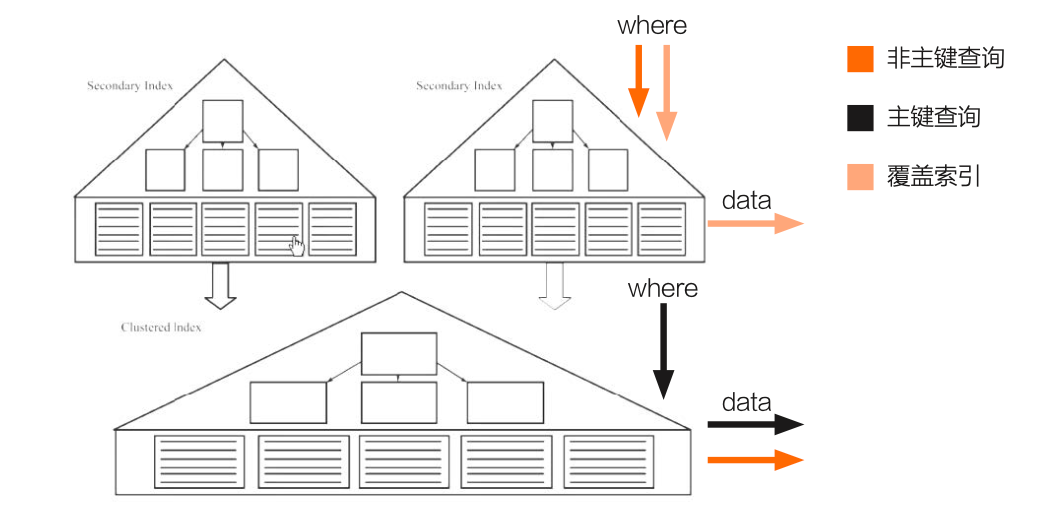 where
Secondary Index
Secondary Index
非主键查询
主键查询
覆盖索引
data
where
Clustered Index
data